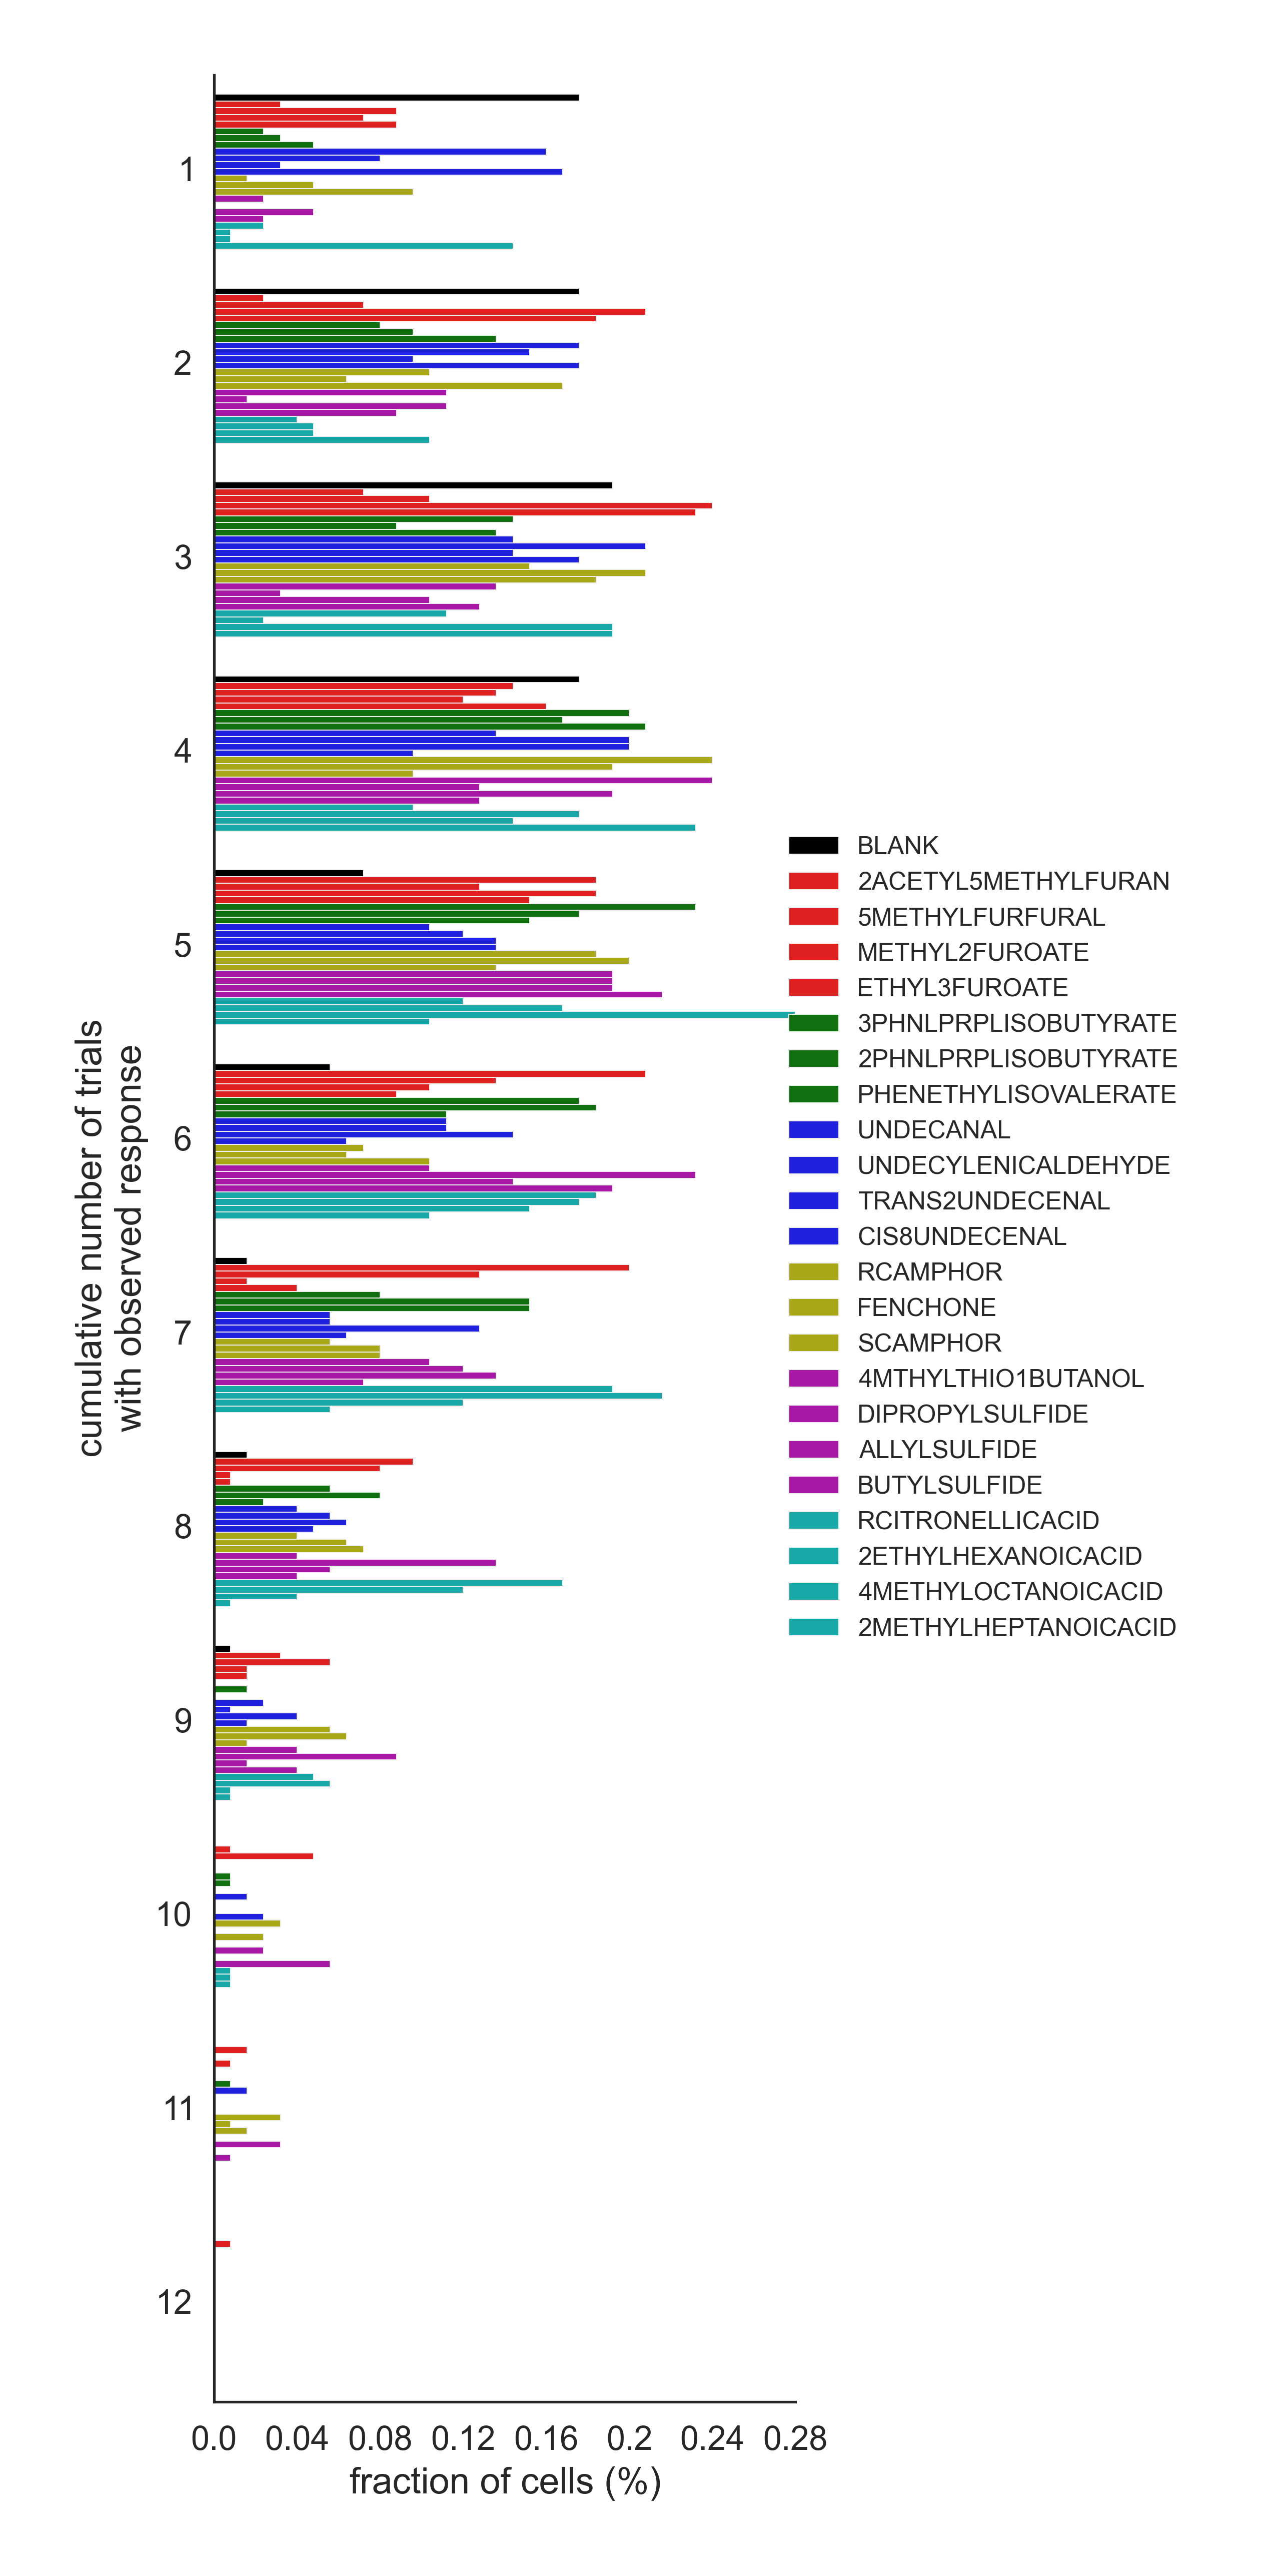 1
2
3
4
5
6
7
8
9
10
11
12
cumulative number of trials
with observed response
BLANK
2ACETYL5METHYLFURAN
5METHYLFURFURAL
METHYL2FUROATE
ETHYL3FUROATE
3PHNLPRPLISOBUTYRATE
2PHNLPRPLISOBUTYRATE
PHENETHYLISOVALERATE
UNDECANAL
UNDECYLENICALDEHYDE
TRANS2UNDECENAL
CIS8UNDECENAL
RCAMPHOR
FENCHONE
SCAMPHOR
4MTHYLTHIO1BUTANOL
DIPROPYLSULFIDE
ALLYLSULFIDE
BUTYLSULFIDE
RCITRONELLICACID
2ETHYLHEXANOICACID
4METHYLOCTANOICACID
2METHYLHEPTANOICACID
0.0 0.04 0.08 0.12 0.16 0.2 0.24 0.28
fraction of cells (%)